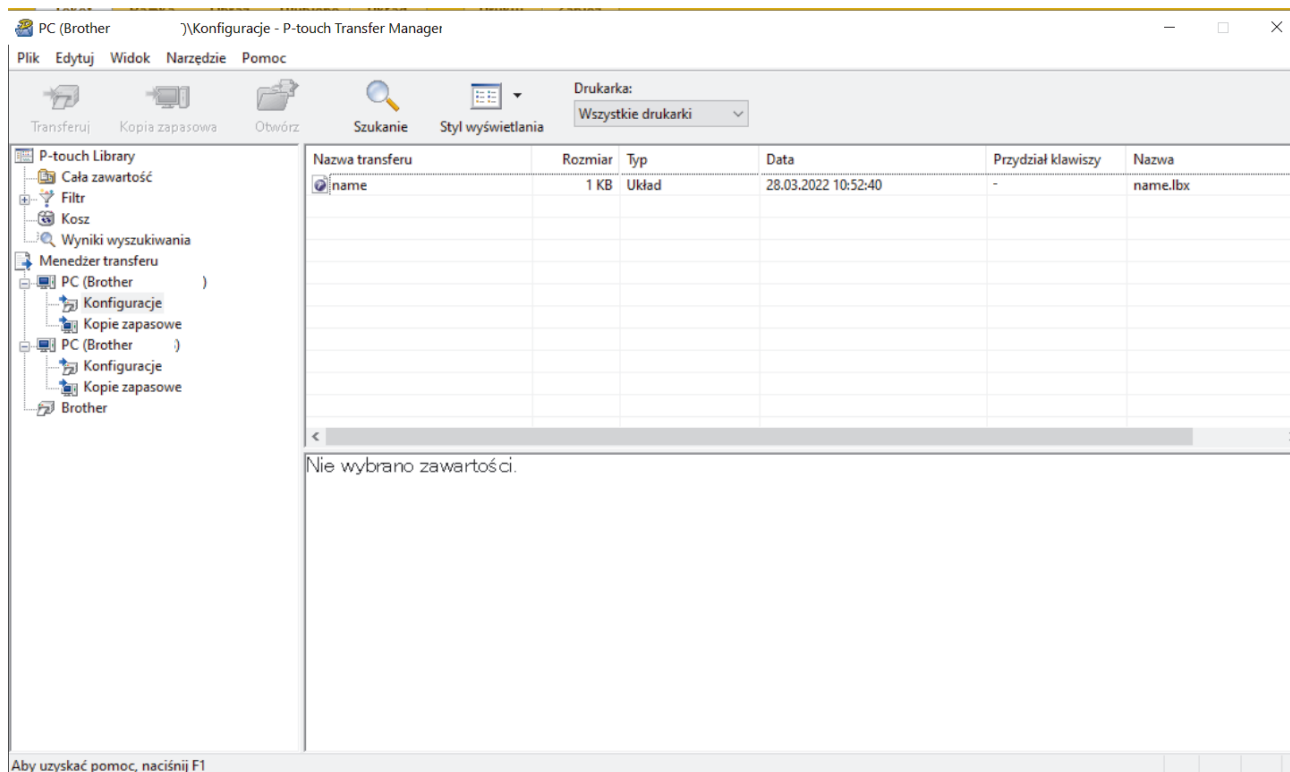 PC (Brother )\Konfiguracje - P-touch Transfer Manager
Plik Edytuj Widok Narzędzie Pomoc
Transferuj Kopia zapasowa Otwórz Szukanie Styl wyświetlania
Drukarka:
Wszystkie drukarki
P-touch Library
Cała zawartość
Filtr
Kosz
Wyniki wyszukiwania
Menedżer transferu
PC (Brother )
Konfiguracje
Kopie zapasowe
PC (Brother )
Konfiguracje
Kopie zapasowe
Brother
Nazwa transferu Rozmiar Typ Data Przydział klawiszy Nazwa
name 1 KB Układ 28.03.2022 10:52:40 - name.lbx
Nie wybrano zawartości.
Aby uzyskać pomoc, naciśnij F1